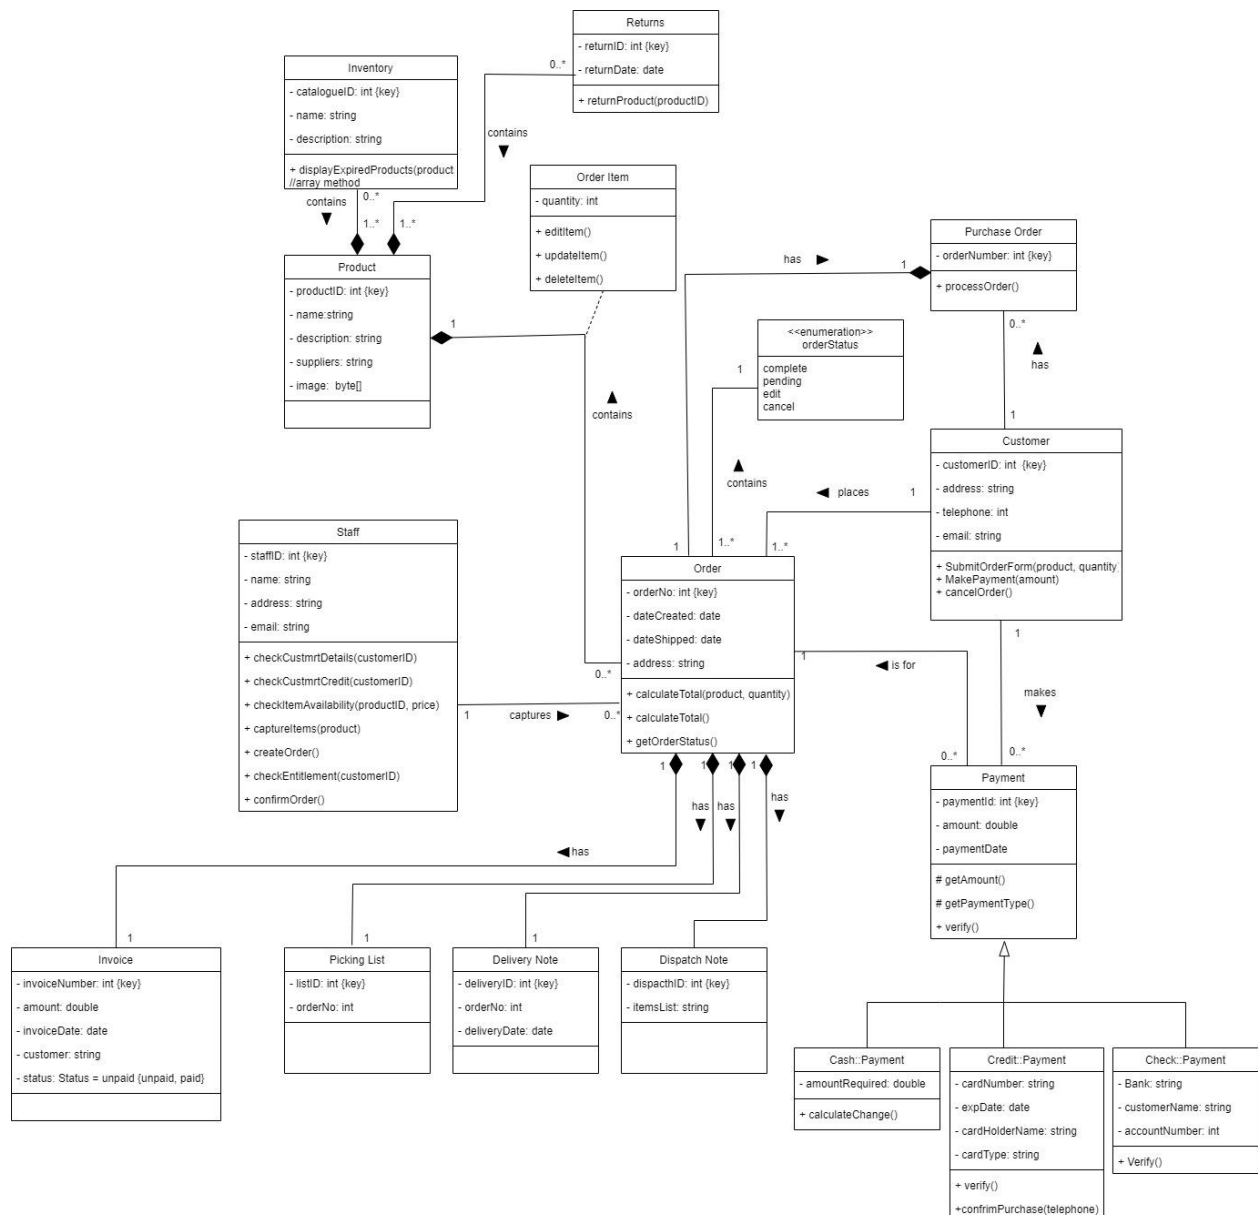 Returns
- returnID: int {key}
- returnDate: date
+ returnProduct(productID)
0..*
contains
Inventory
- catalogueID: int {key}
- name: string
- description: string
+ displayExpiredProducts(product
//array method
contains
0..*
1..*
1..*
Order Item
- quantity: int
+ editItem()
+ updateItem()
+ deleteItem()
Product
- productID: int {key}
- name:string
- description: string
- suppliers: string
- image: byte[]
1
contains
has
1
Purchase Order
- orderNumber: int {key}
+ processOrder()
0..*
has
1
<<enumeration>>
orderStatus
complete
pending
edit
cancel
1
contains
1..*
Customer
- customerID: int {key}
- address: string
- telephone: int
- email: string
+ SubmitOrderForm(product, quantity)
+ MakePayment(amount)
+ cancelOrder()
places
1
1..*
1
Staff
- staffID: int {key}
- name: string
- address: string
- email: string
+ checkCustmrtDetails(customerID)
+ checkCustmrtCredit(customerID)
+ checkItemAvailability(productID, price)
+ captureItems(product)
+ createOrder()
+ checkEntitlement(customerID)
+ confirmOrder()
1
captures
0..*
0..*
Order
- orderNo: int {key}
- dateCreated: date
- dateShipped: date
- address: string
+ calculateTotal(product, quantity)
+ calculateTotal()
+ getOrderStatus()
1
is for
0..*
1
makes
0..*
Payment
- paymentId: int {key}
- amount: double
- paymentDate
# getAmount()
# getPaymentType()
+ verify()
1
1
1
1
has
has
has
has
1
1
1
Invoice
- invoiceNumber: int {key}
- amount: double
- invoiceDate: date
- customer: string
- status: Status = unpaid {unpaid, paid}
Picking List
- listID: int {key}
- orderNo: int
Delivery Note
- deliveryID: int {key}
- orderNo: int
- deliveryDate: date
Dispatch Note
- dispacthID: int {key}
- itemsList: string
Cash::Payment
- amountRequired: double
+ calculateChange()
Credit::Payment
- cardNumber: string
- expDate: date
- cardHolderName: string
- cardType: string
+ verify()
+confrimPurchase(telephone)
Check::Payment
- Bank: string
- customerName: string
- accountNumber: int
+ Verify()